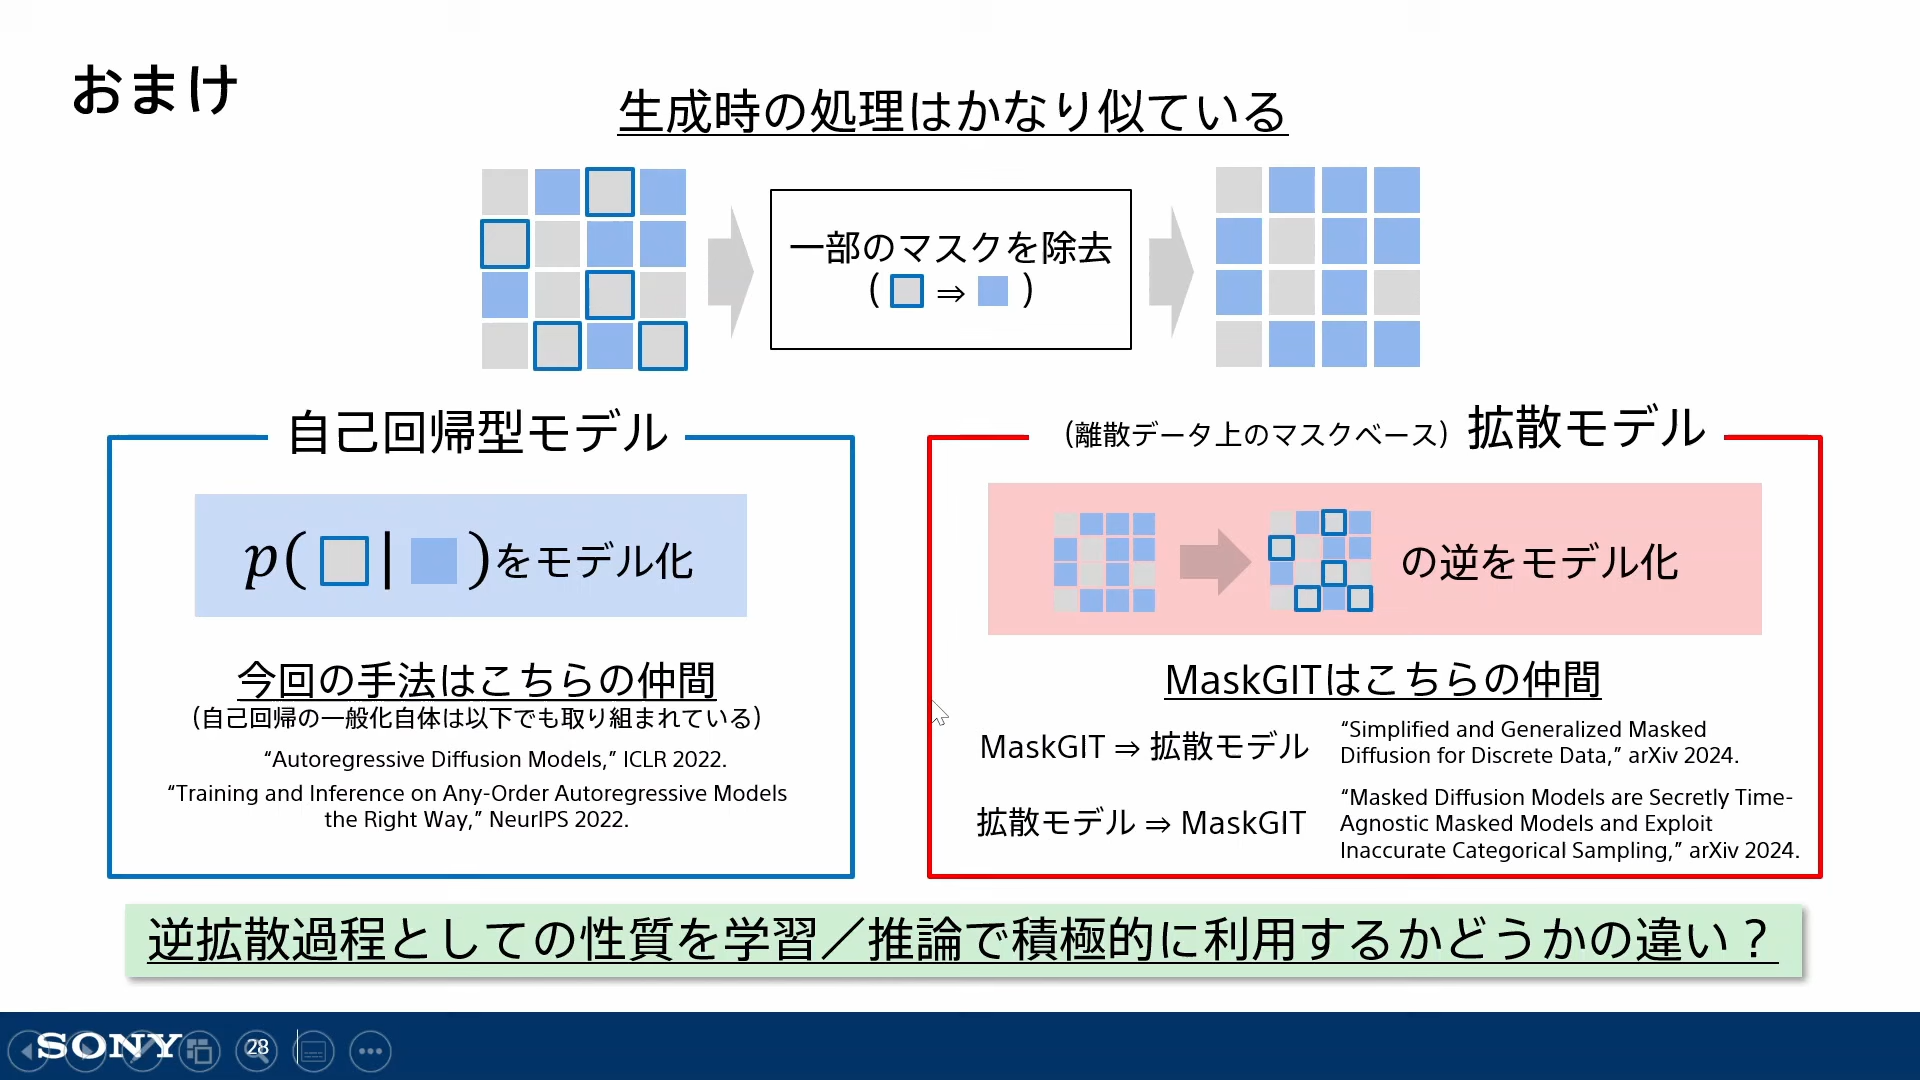 おまけ
生成時の処理はかなり似ている
一部のマスクを除去
( ⇒ )
自己回帰型モデル
p( | )をモデル化
今回の手法はこちらの仲間
(自己回帰の一般化自体は以下でも取り組まれている)
“Autoregressive Diffusion Models,” ICLR 2022.
“Training and Inference on Any-Order Autoregressive Models
the Right Way,” NeurIPS 2022.
(離散データ上のマスクベース) 拡散モデル
の逆をモデル化
MaskGITはこちらの仲間
MaskGIT ⇒ 拡散モデル
“Simplified and Generalized Masked
Diffusion for Discrete Data,” arXiv 2024.
拡散モデル ⇒ MaskGIT
“Masked Diffusion Models are Secretly Time-
Agnostic Masked Models and Exploit
Inaccurate Categorical Sampling,” arXiv 2024.
逆拡散過程としての性質を学習／推論で積極的に利用するかどうかの違い？
SONY
28